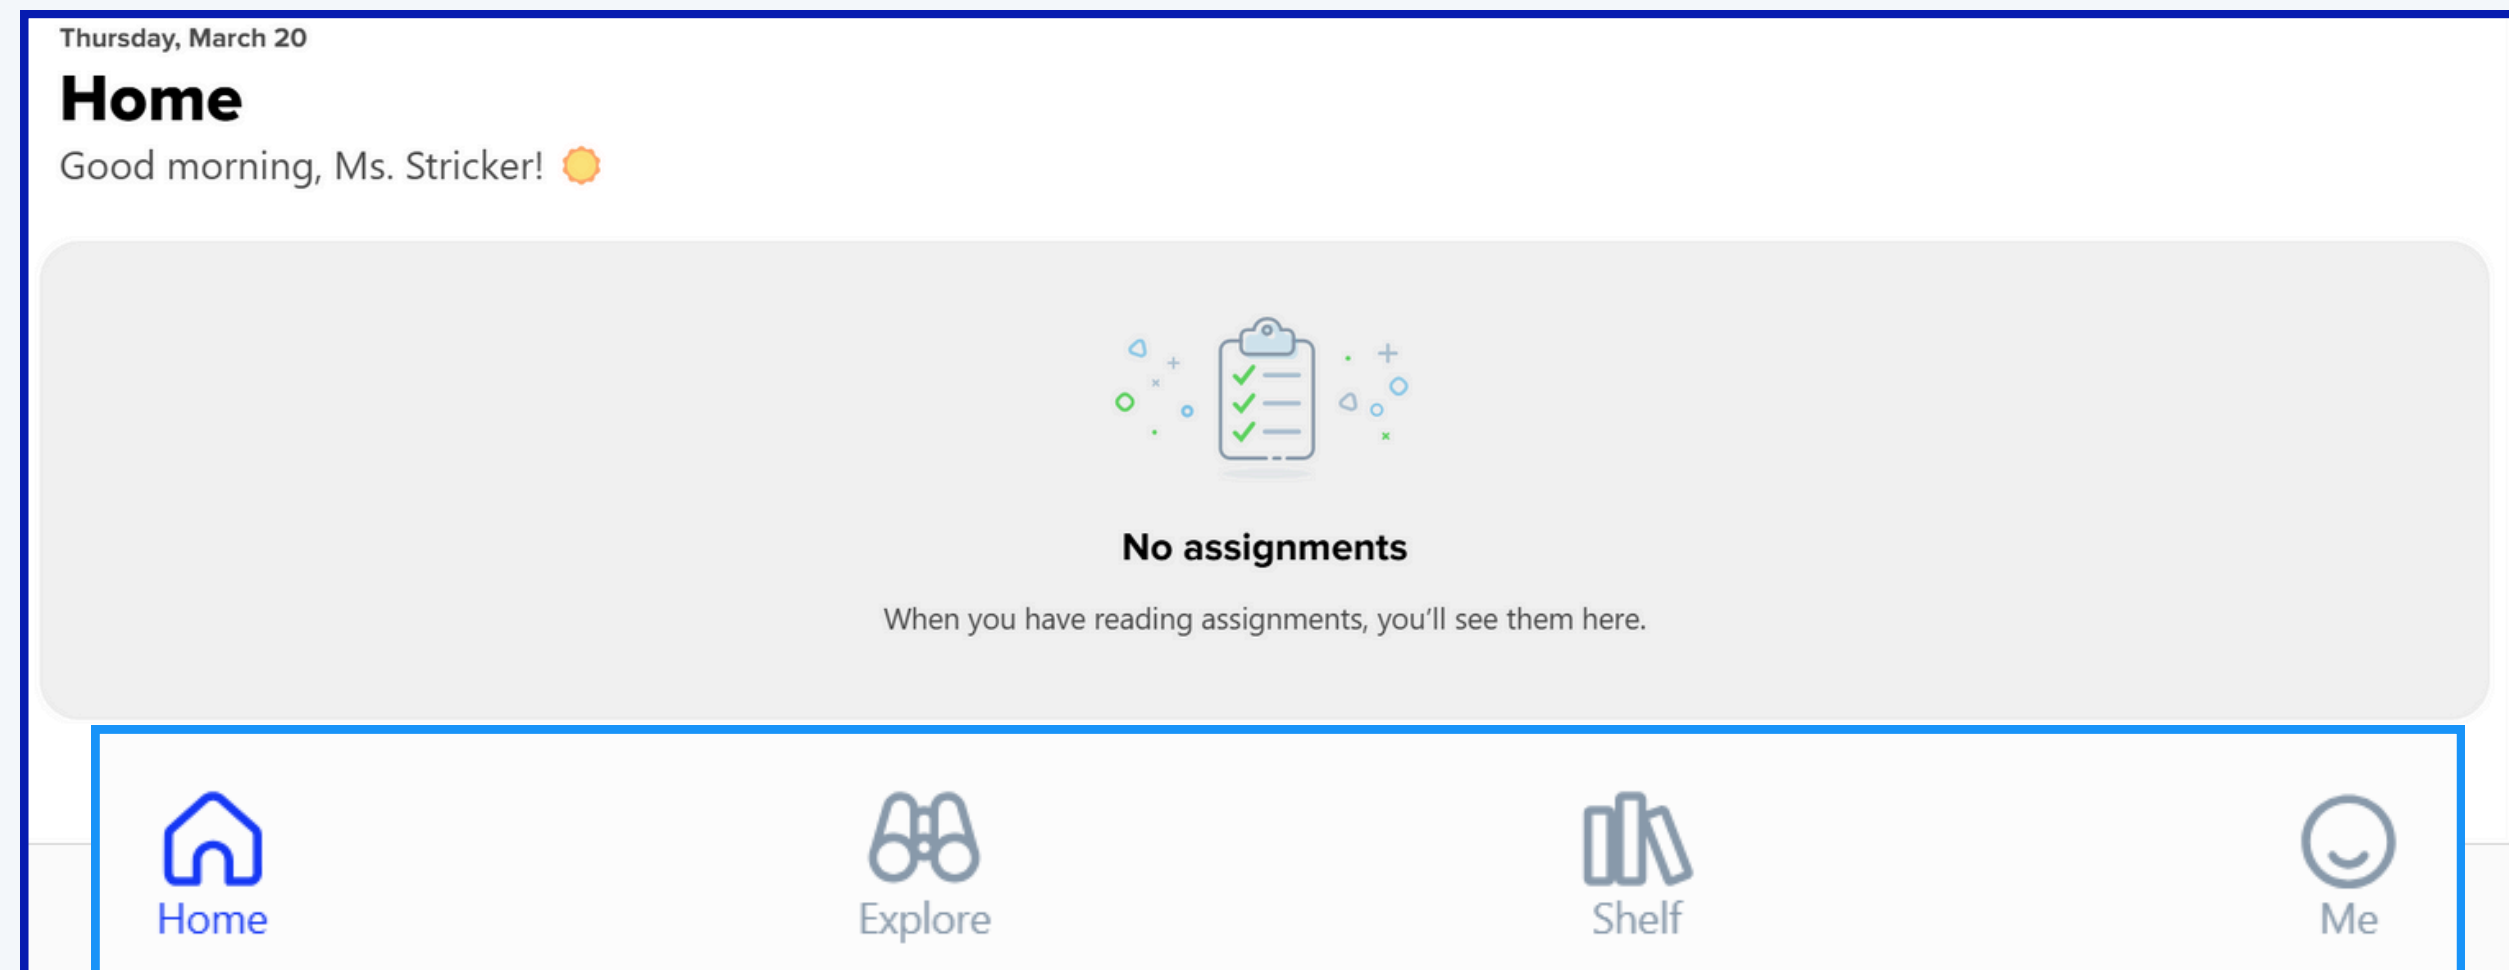 Thursday, March 20
Home
Good morning, Ms. Stricker!
No assignments
When you have reading assignments, you’ll see them here.
Home
Explore
Shelf
Me